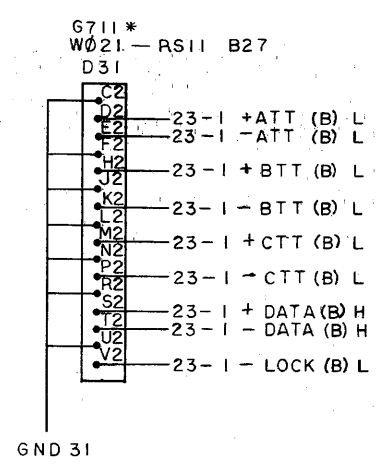 G711*
WØ21 — RS11 B27
D31
C2
D2 23-1 +ATT (B) L
E2 23-1 -ATT (B) L
F2
H2 23-1 +BTT (B) L
J2
K2 23-1 -BTT (B) L
L2
M2 23-1 +CTT (B) L
N2
P2 23-1 -CTT (B) L
R2
S2 23-1 + DATA (B) H
T2 23-1 - DATA (B) H
U2
V2 23-1 - LOCK (B) L
GND 31